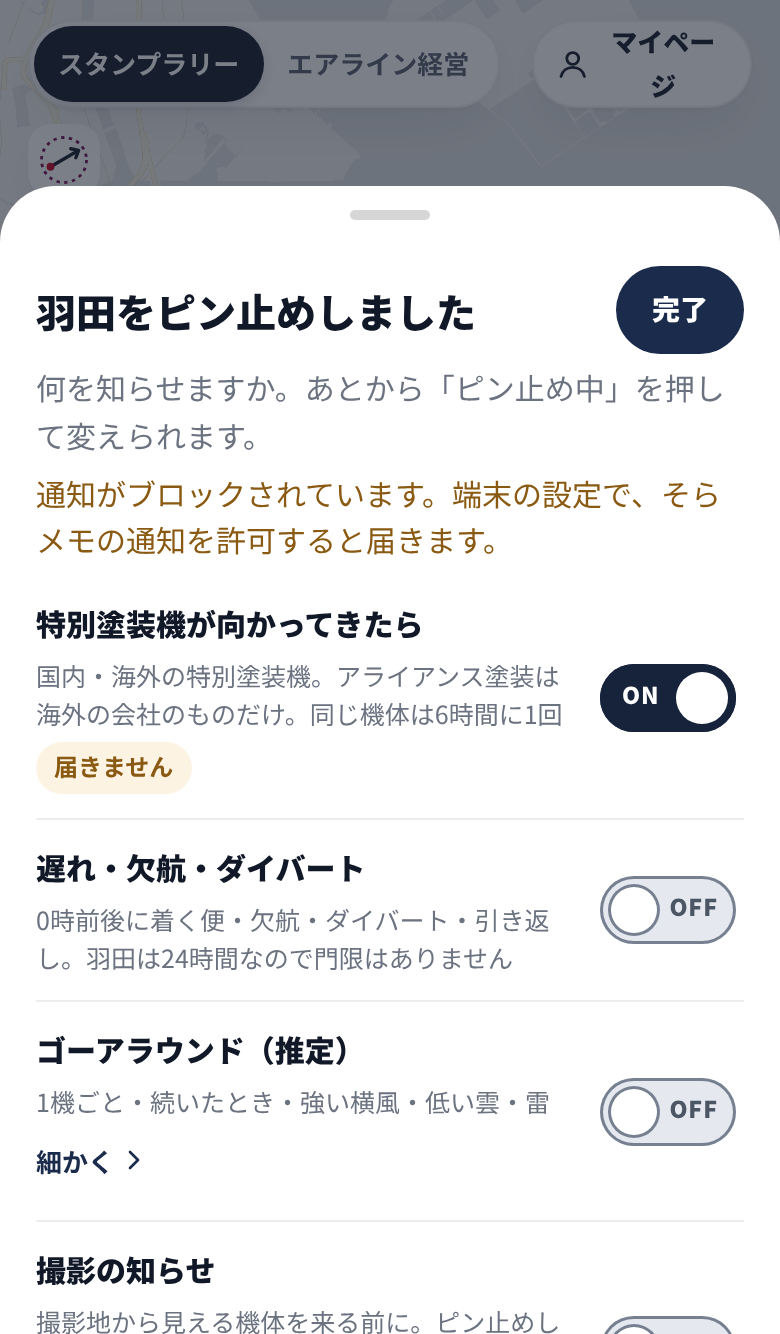 スタンプラリー
エアライン経営
マイペー
ジ
羽田をピン止めしました
完了
何を知らせますか。あとから「ピン止め中」を押し
て変えられます。
通知がブロックされています。端末の設定で、そら
メモの通知を許可すると届きます。
特別塗装機が向かってきたら
国内・海外の特別塗装機。アライアンス塗装は
海外の会社のものだけ。同じ機体は6時間に1回
ON
届きません
遅れ・欠航・ダイバート
0時前後に着く便・欠航・ダイバート・引き返
し。羽田は24時間なので門限はありません
OFF
ゴーアラウンド（推定）
1機ごと・続いたとき・強い横風・低い雲・雷
OFF
細かく
撮影の知らせ
撮影地から見える機体を来る前に。ピン止めし